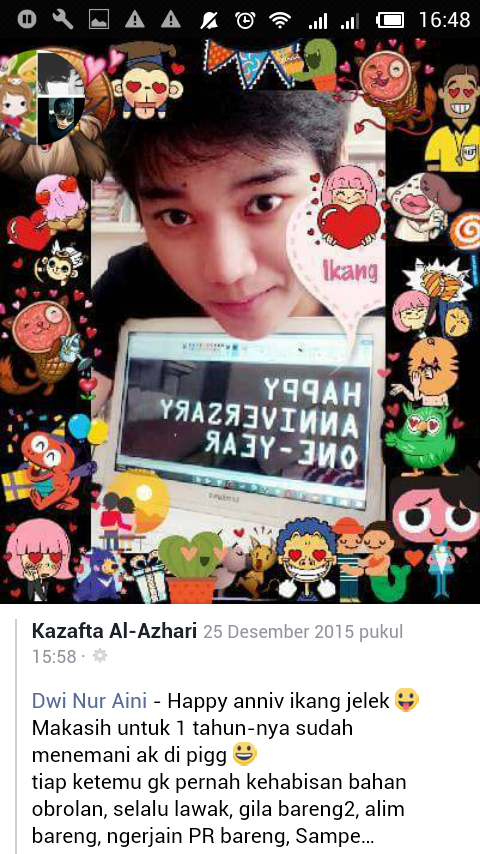 16:48
Ikang
HAPPY
ANNIVERSARY
ONE-YEAR
Kazafta Al-Azhari 25 Desember 2015 pukul
15:58 ·
Dwi Nur Aini - Happy anniv ikang jelek 😛
Makasih untuk 1 tahun-nya sudah
menemani ak di pigg 😀
tiap ketemu gk pernah kehabisan bahan
obrolan, selalu lawak, gila bareng2, alim
bareng, ngerjain PR bareng, Sampe...